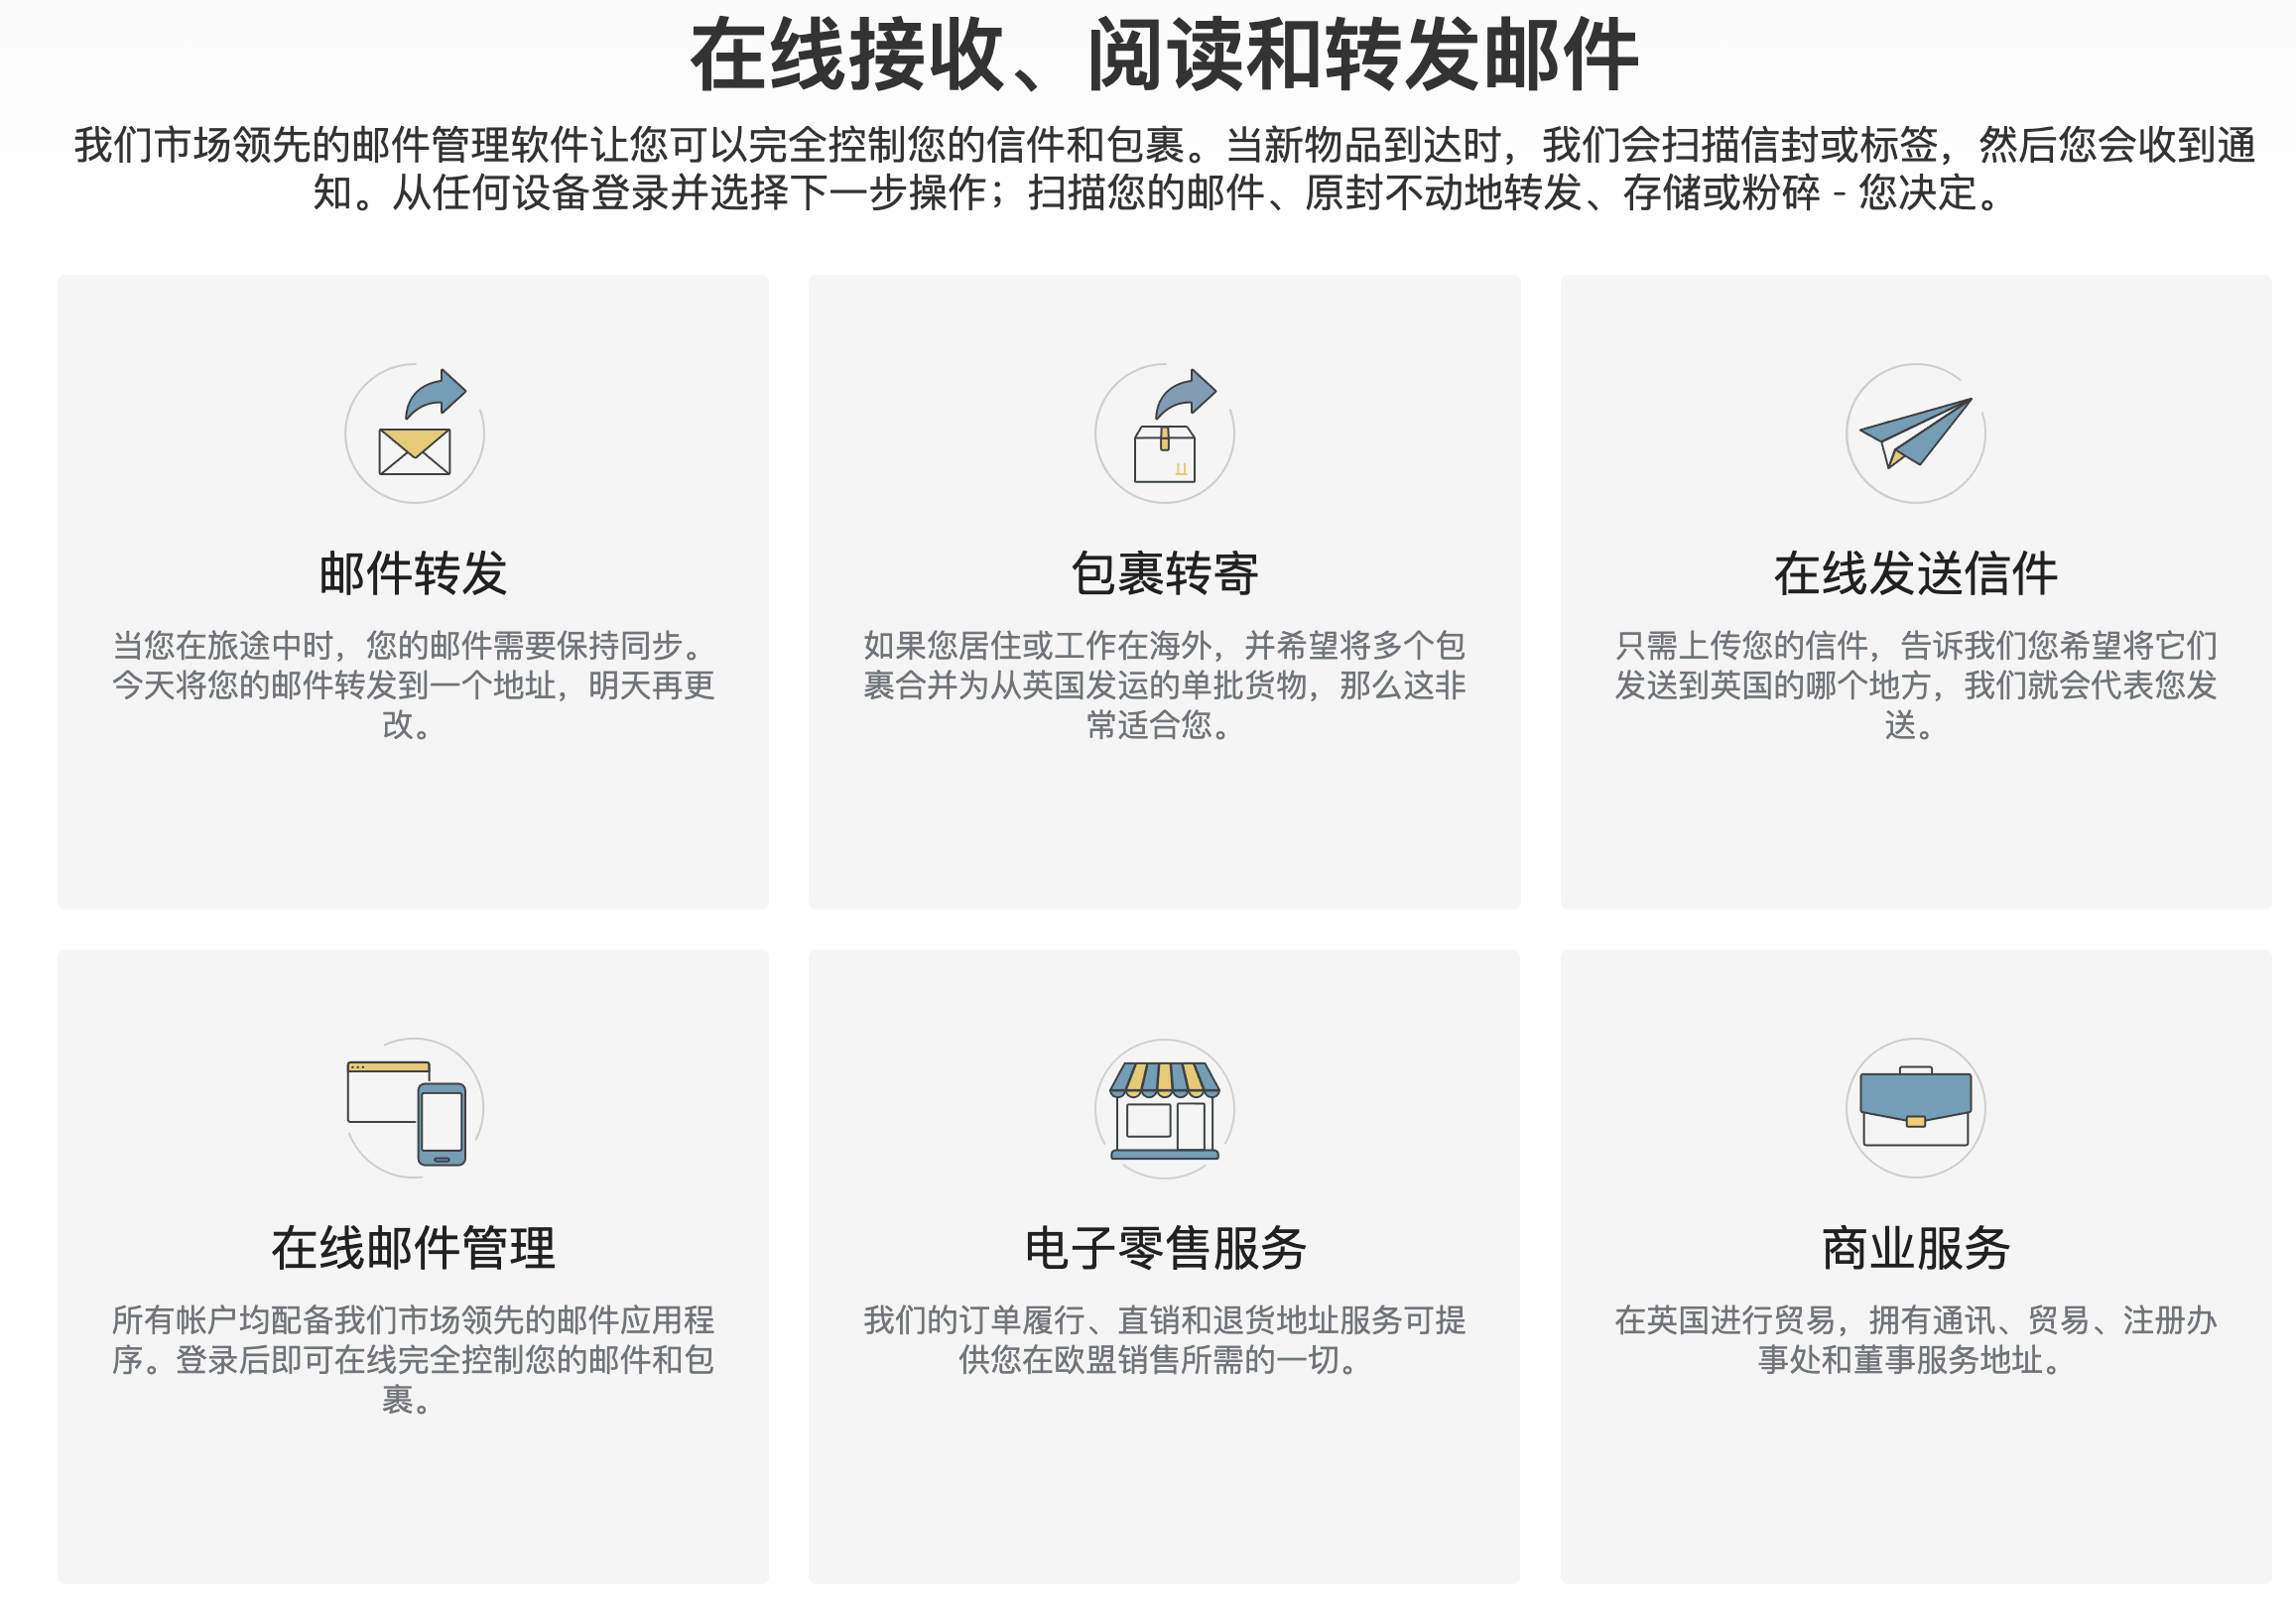 在线接收、阅读和转发邮件
我们市场领先的邮件管理软件让您可以完全控制您的信件和包裹。当新物品到达时，我们会扫描信封或标签，然后您会收到通
知。从任何设备登录并选择下一步操作；扫描您的邮件、原封不动地转发、存储或粉碎 - 您决定。
邮件转发
当您在旅途中时，您的邮件需要保持同步。
今天将您的邮件转发到一个地址，明天再更
改。
包裹转寄
如果您居住或工作在海外，并希望将多个包
裹合并为从英国发运的单批货物，那么这非
常适合您。
在线发送信件
只需上传您的信件，告诉我们您希望将它们
发送到英国的哪个地方，我们就会代表您发
送。
在线邮件管理
所有帐户均配备我们市场领先的邮件应用程
序。登录后即可在线完全控制您的邮件和包
裹。
电子零售服务
我们的订单履行、直销和退货地址服务可提
供您在欧盟销售所需的一切。
商业服务
在英国进行贸易，拥有通讯、贸易、注册办
事处和董事服务地址。